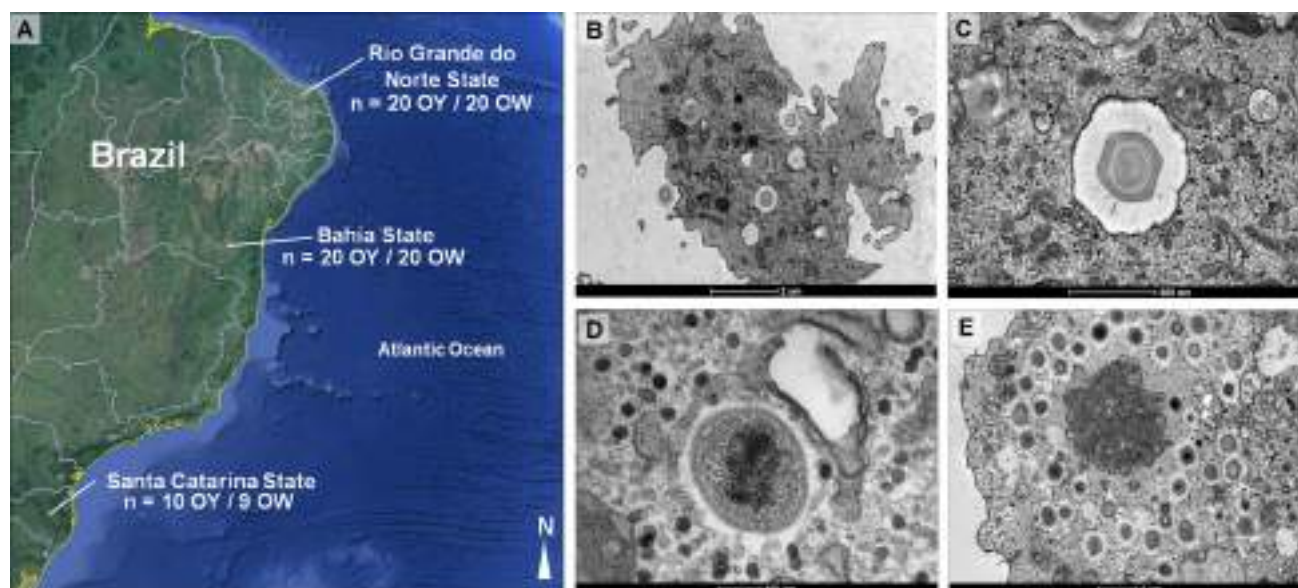 A
Rio Grande do
Norte State
n = 20 OY / 20 OW
Brazil
Bahia State
n = 20 OY / 20 OW
Atlantic Ocean
Santa Catarina State
n = 10 OY / 9 OW
N
B
C
D
E